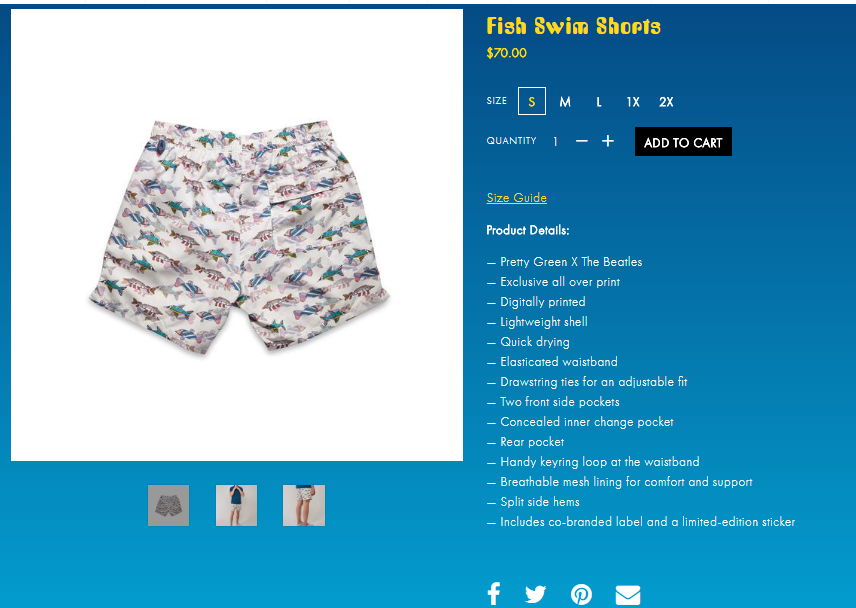 Fish Swim Shorts
$70.00
SIZE S M L 1X 2X
QUANTITY 1 − + ADD TO CART
Size Guide
Product Details:
– Pretty Green X The Beatles
– Exclusive all over print
– Digitally printed
– Lightweight shell
– Quick drying
– Elasticated waistband
– Drawstring ties for an adjustable fit
– Two front side pockets
– Concealed inner change pocket
– Rear pocket
– Handy keyring loop at the waistband
– Breathable mesh lining for comfort and support
– Split side hems
– Includes co-branded label and a limited-edition sticker